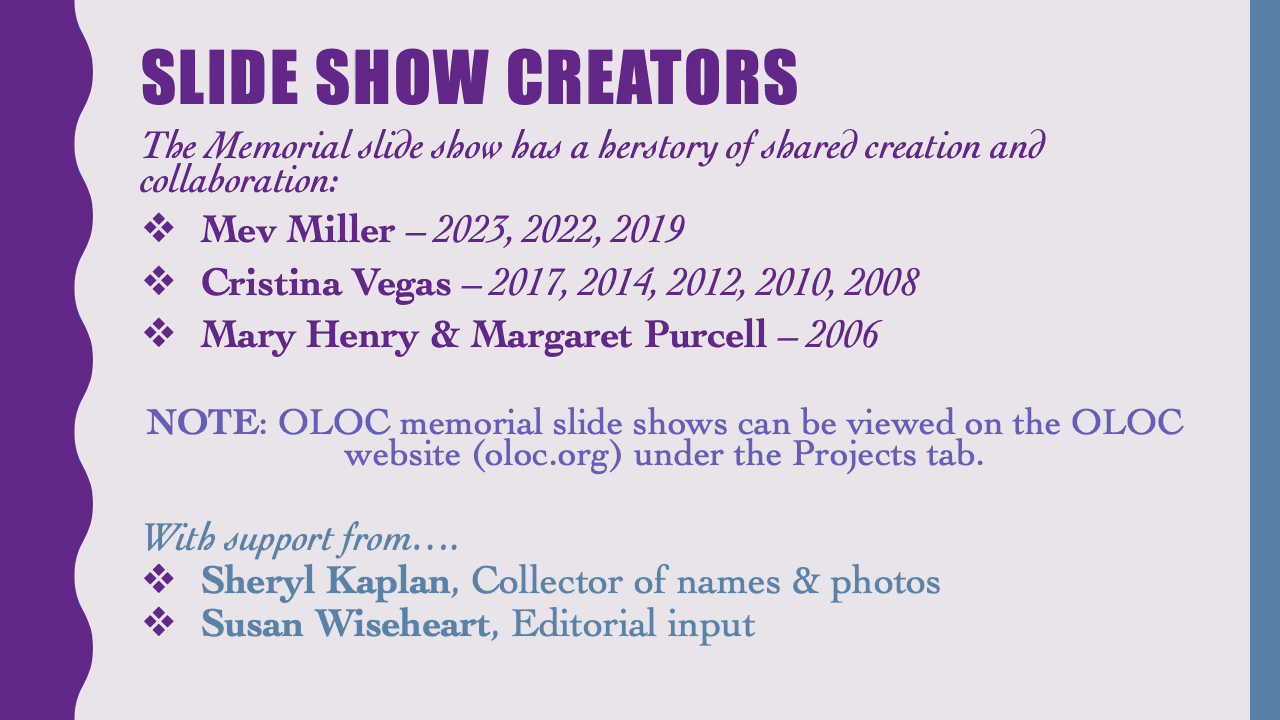 SLIDE SHOW CREATORS
The Memorial slide show has a herstory of shared creation and
collaboration:
❖ Mev Miller – 2023, 2022, 2019
❖ Cristina Vegas – 2017, 2014, 2012, 2010, 2008
❖ Mary Henry & Margaret Purcell – 2006
NOTE: OLOC memorial slide shows can be viewed on the OLOC
website (oloc.org) under the Projects tab.
With support from….
❖ Sheryl Kaplan, Collector of names & photos
❖ Susan Wiseheart, Editorial input